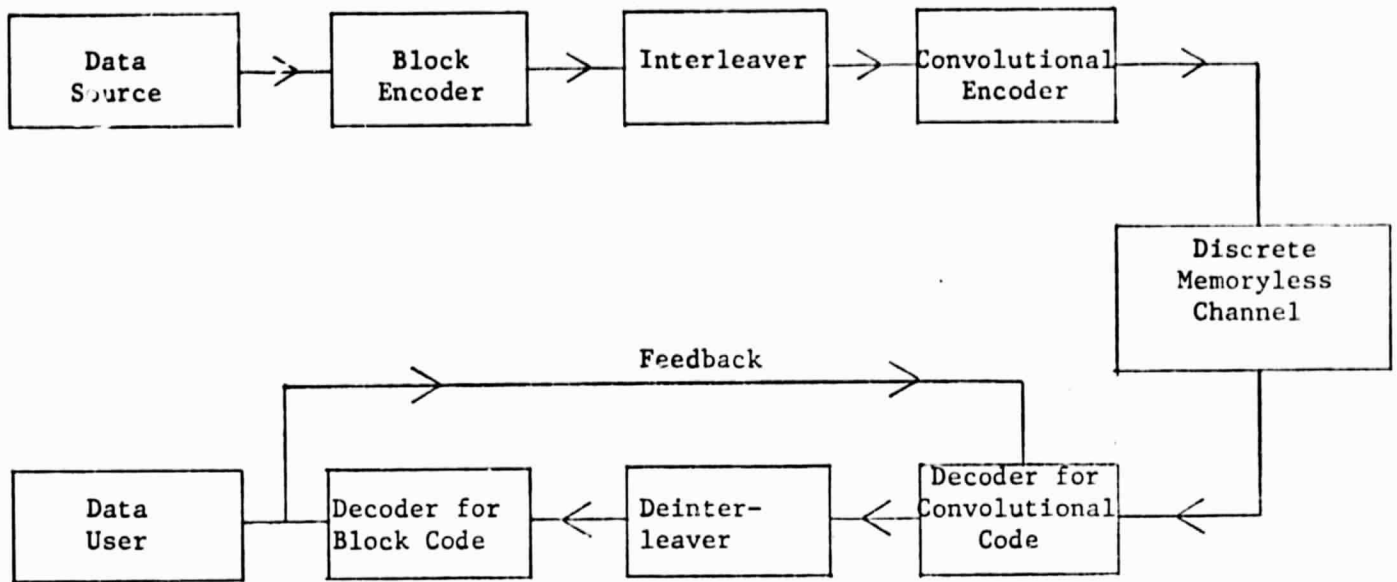 Data
Source
Block
Encoder
Interleaver
Convolutional
Encoder
Discrete
Memoryless
Channel
Feedback
Data
User
Decoder for
Block Code
Deinter-
leaver
Decoder for
Convolutional
Code